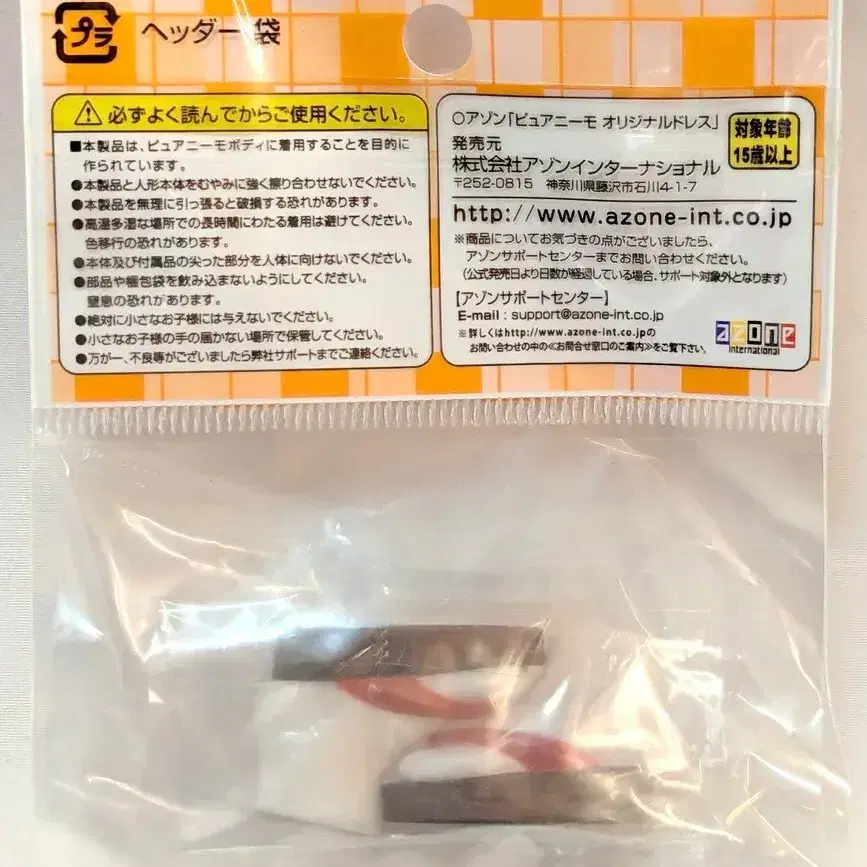 プラ
ヘッダー 袋
必ずよく読んでからご使用ください。
■本製品は、ピュアニーモボディに着用することを目的に
作られています。
●本製品と人形本体をむやみに強く擦り合わせないでください。
●本製品を無理に引っ張ると破損する恐れがあります。
●高温多湿な場所での長時間にわたる着用は避けてください。
色移行の恐れがあります。
●本体及び付属品の尖った部分を人体に向けないでください。
●部品や梱包袋を飲み込まないようにしてください。
窒息の恐れがあります。
●絶対に小さなお子様には与えないでください。
●小さなお子様の手の届かない場所で保管してください。
●万が一、不良等がございましたら弊社サポートまでご連絡ください。
○アゾン「ピュアニーモ オリジナルドレス」
発売元
株式会社アゾンインターナショナル
〒252-0815 神奈川県藤沢市石川4-1-7
対象年齢
15歳以上
http://www.azone-int.co.jp
※商品についてお気づきの点がございましたら、
アゾンサポートセンターまでお問い合わせください。
(公式発売日より日数が経過している場合、サポート対象外となります)
【アゾンサポートセンター】
E-mail : support@azone-int.co.jp
※詳しくはhttp://www.azone-int.co.jpの
お問い合わせの中の≪お問合せ窓口のご案内≫をご覧下さい。
azone
international